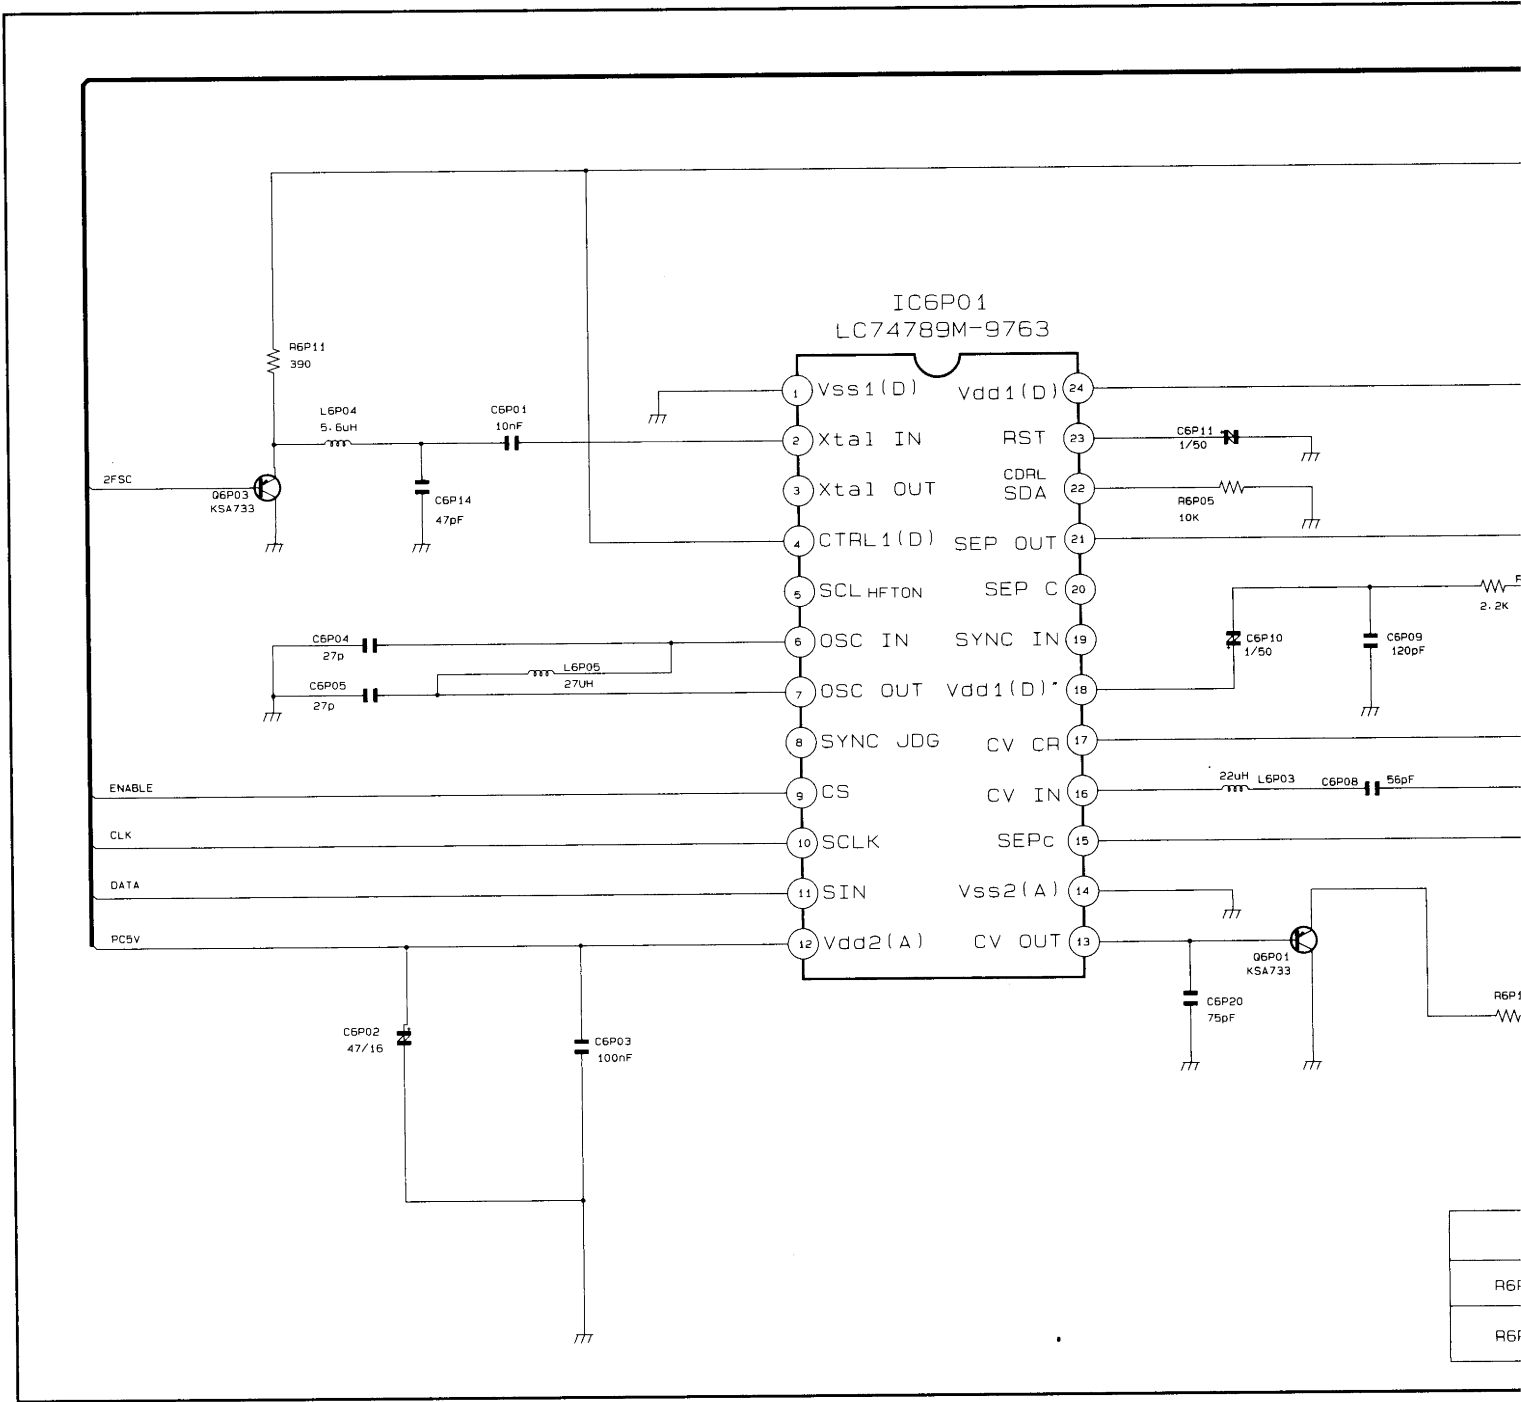 IC6P01
LC74789M-9763
R6P11
390
L6P04
5.6uH
C6P01
10nF
2FSC
Q6P03
KSA733
C6P14
47pF
C6P04
27p
L6P05
27UH
C6P05
27p
ENABLE
CLK
DATA
PC5V
C6P02
47/16
C6P03
100nF
1 Vss1(D)
2 Xtal IN
3 Xtal OUT
4 CTRL1(D)
5 SCL HFTON
6 OSC IN
7 OSC OUT
8 SYNC JDG
9 CS
10 SCLK
11 SIN
12 Vdd2(A)
Vdd1(D) 24
RST 23
CDRL
SDA 22
SEP OUT 21
SEP C 20
SYNC IN 19
Vdd1(D) 18
CV CR 17
CV IN 16
SEPc 15
Vss2(A) 14
CV OUT 13
C6P11
1/50
R6P05
10K
2.2K
C6P10
1/50
C6P09
120pF
22uH L6P03
C6P08 56pF
Q6P01
KSA733
C6P20
75pF
R6P1
R6P
R6P